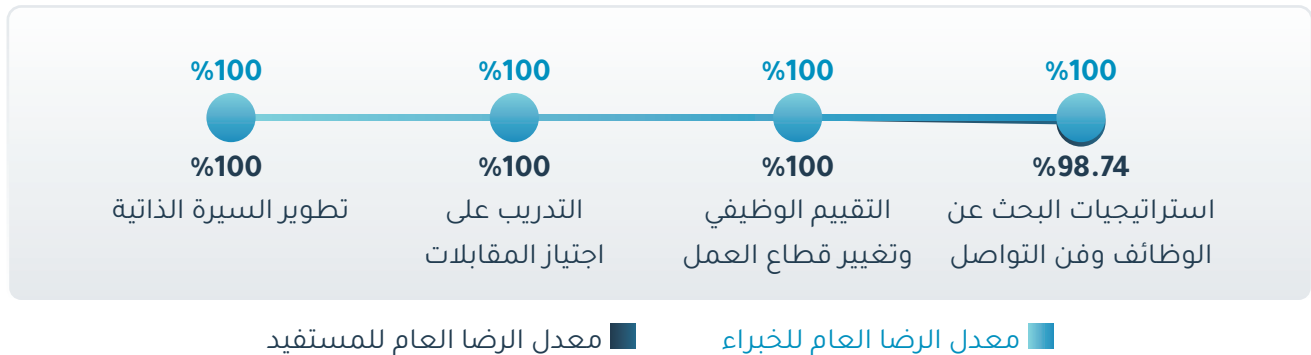 %100 %100 %100 %100
%98.74 %100 %100 %100
استراتيجيات البحث عن
الوظائف وفن التواصل
التقييم الوظيفي
وتغيير قطاع العمل
التدريب على
اجتياز المقابلات
تطوير السيرة الذاتية
معدل الرضا العام للخبراء
معدل الرضا العام للمستفيد